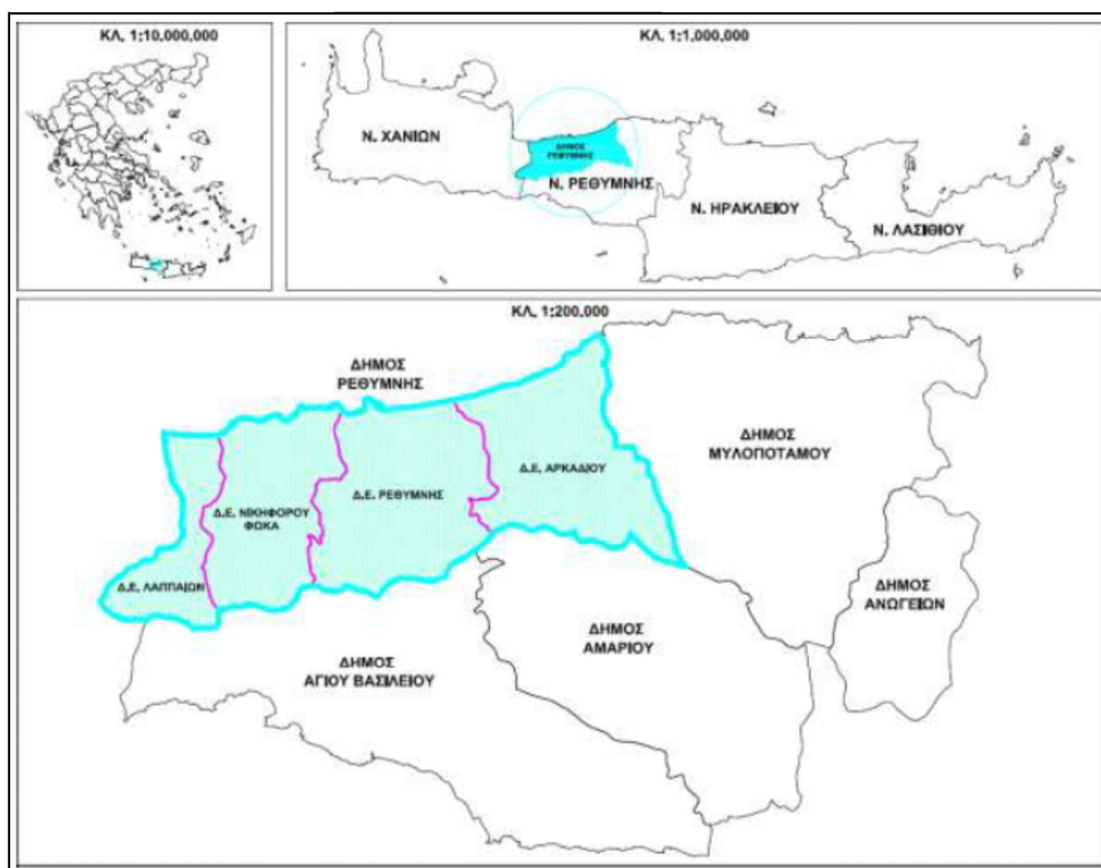 ΚΛ. 1:10,000,000
ΚΛ. 1:1,000,000
Ν. ΧΑΝΙΩΝ
ΔΗΜΟΣ
ΡΕΘΥΜΝΗΣ
Ν. ΡΕΘΥΜΝΗΣ
Ν. ΗΡΑΚΛΕΙΟΥ
Ν. ΛΑΣΙΘΙΟΥ
ΚΛ. 1:200,000
ΔΗΜΟΣ
ΡΕΘΥΜΝΗΣ
ΔΗΜΟΣ
ΜΥΛΟΠΟΤΑΜΟΥ
Δ.Ε. ΑΡΚΑΔΙΟΥ
Δ.Ε. ΡΕΘΥΜΝΗΣ
Δ.Ε. ΝΙΚΗΦΟΡΟΥ
ΦΩΚΑ
Δ.Ε. ΛΑΠΠΑΙΩΝ
ΔΗΜΟΣ
ΑΝΩΓΕΙΩΝ
ΔΗΜΟΣ
ΑΜΑΡΙΟΥ
ΔΗΜΟΣ
ΑΓΙΟΥ ΒΑΣΙΛΕΙΟΥ